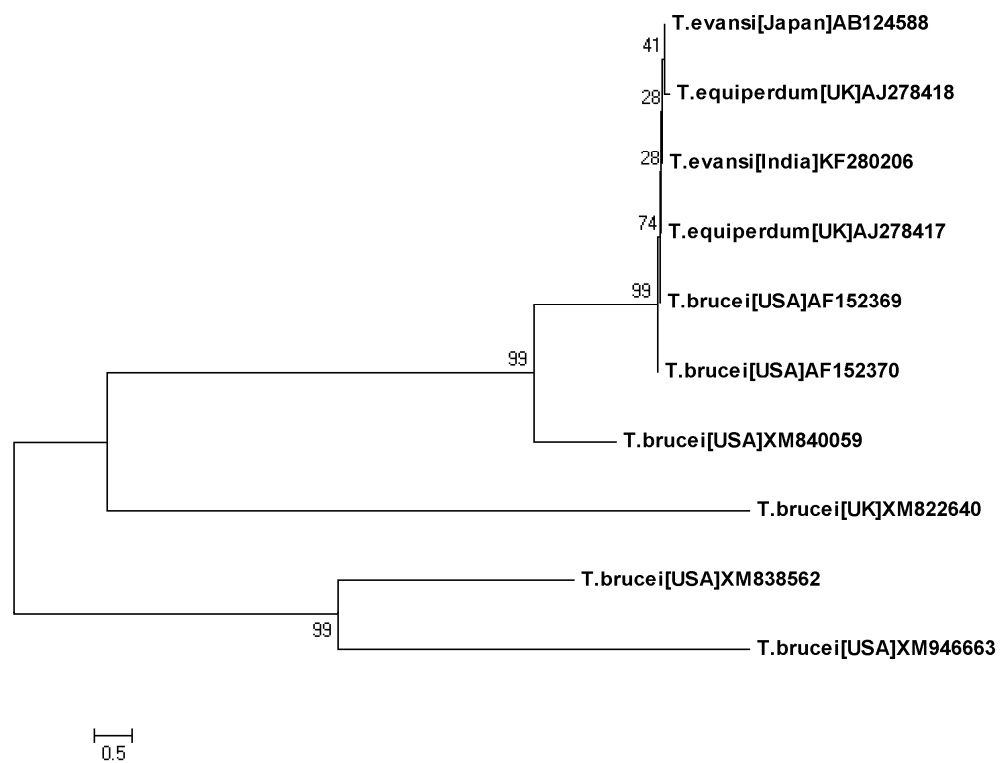 T.evansi[Japan]AB124588
41
T.equiperdum[UK]AJ278418
28
T.evansi[India]KF280206
28
T.equiperdum[UK]AJ278417
74
T.brucei[USA]AF152369
99
T.brucei[USA]AF152370
99
T.brucei[USA]XM840059
T.brucei[UK]XM822640
T.brucei[USA]XM838562
99
T.brucei[USA]XM946663
0.5